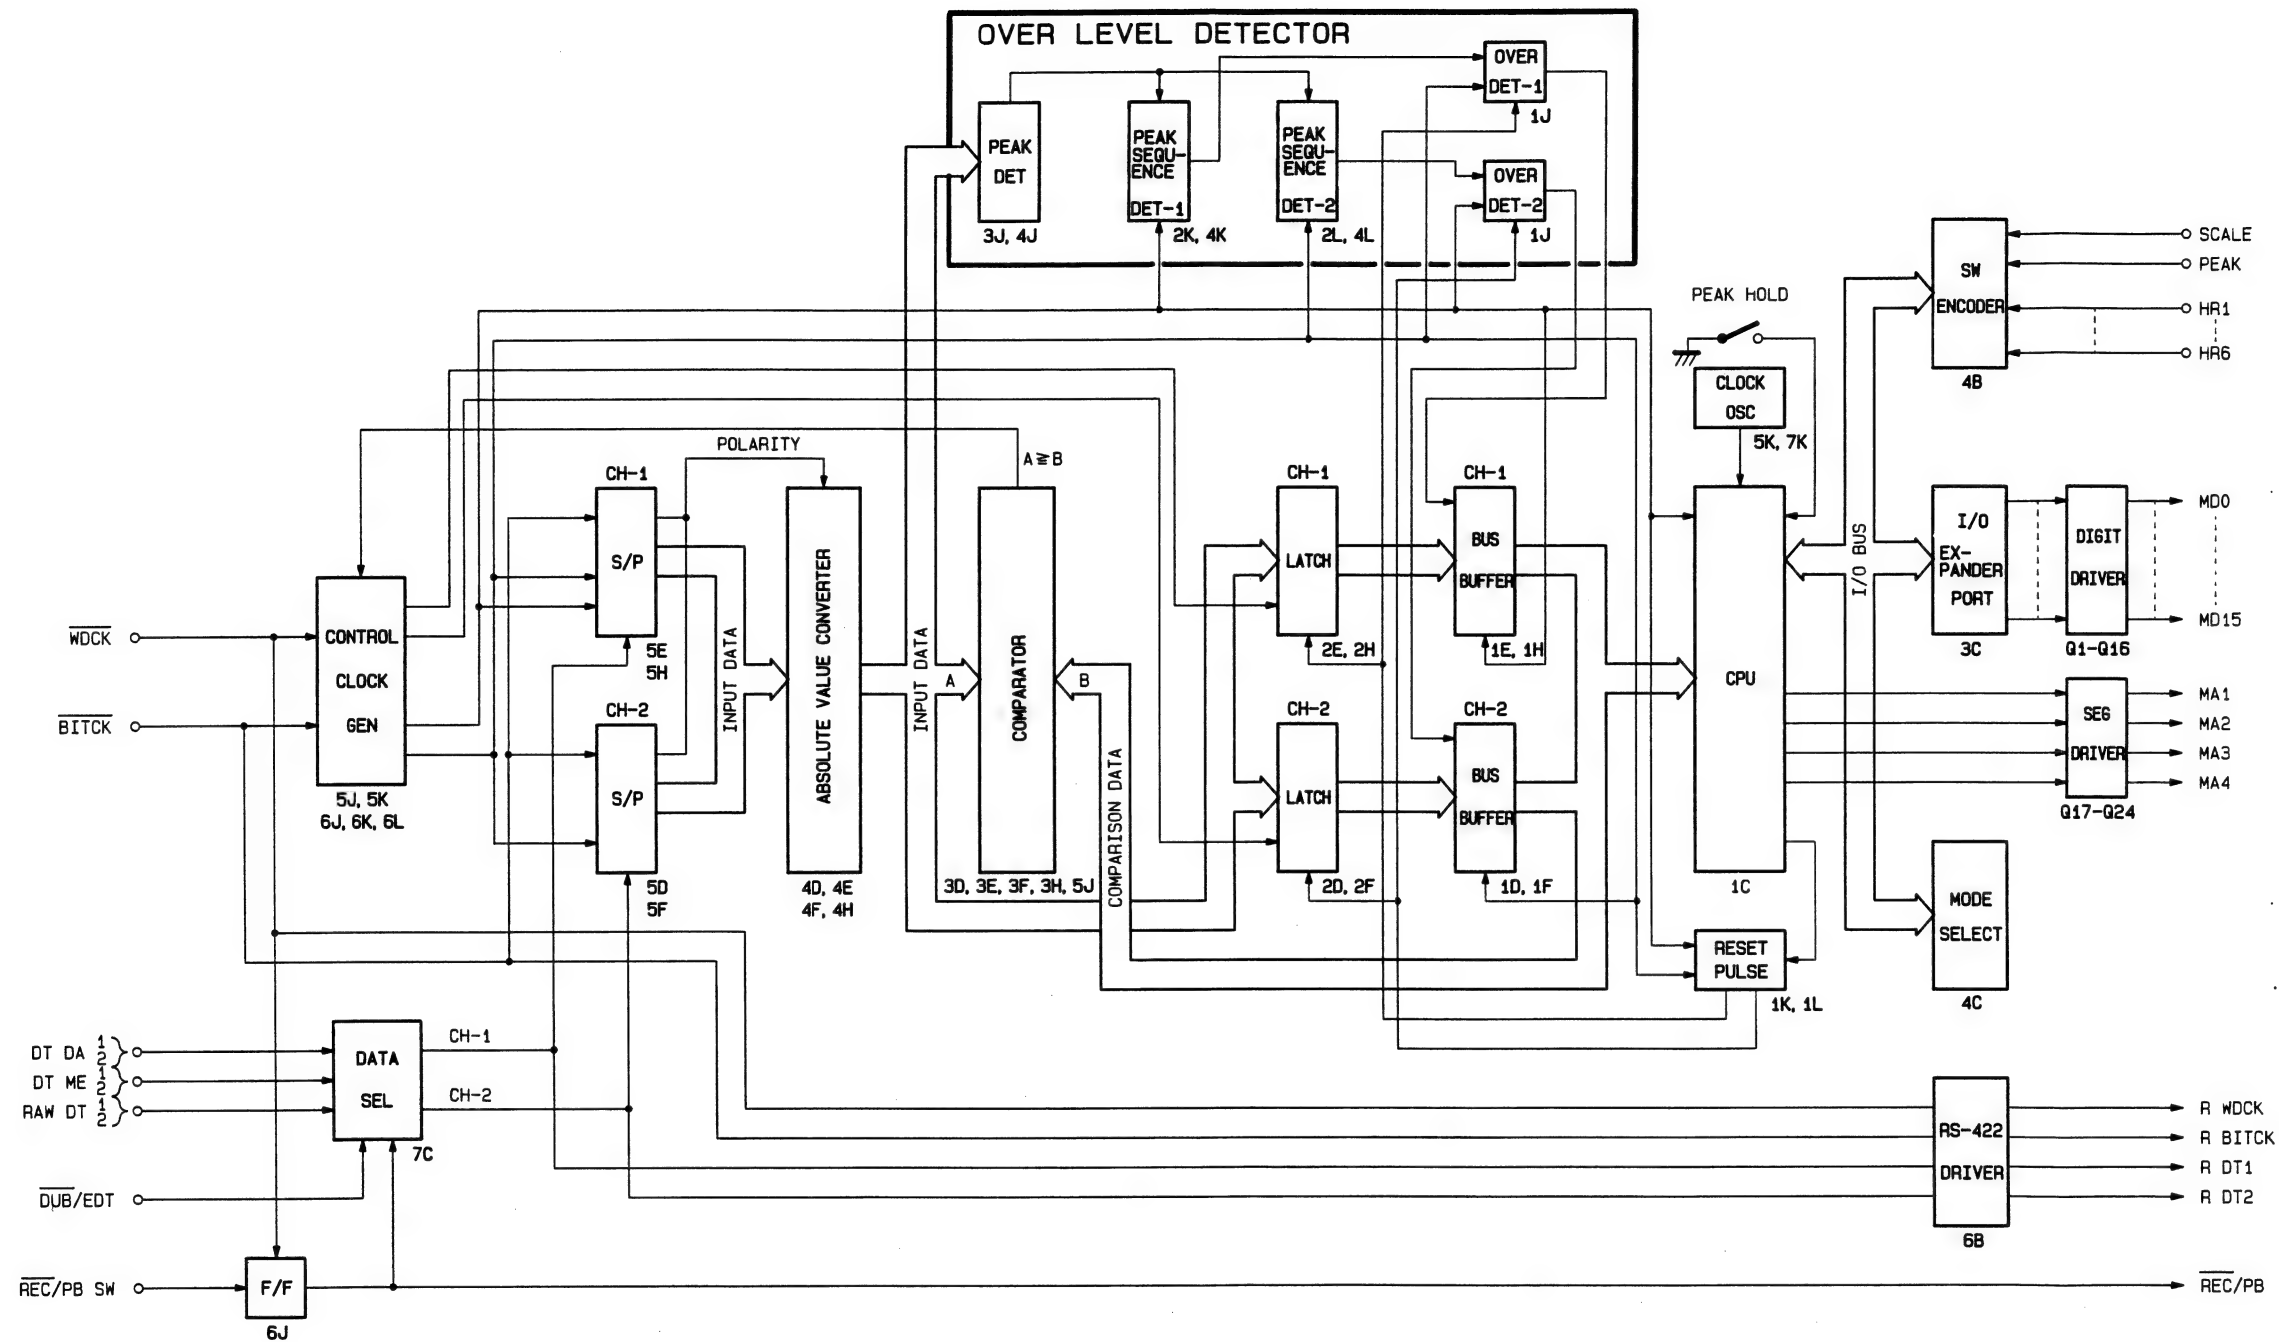 OVER LEVEL DETECTOR
PEAK
DET
3J, 4J
PEAK
SEQU-
ENCE
DET-1
2K, 4K
PEAK
SEQU-
ENCE
DET-2
2L, 4L
OVER
DET-1
1J
OVER
DET-2
1J
SW
ENCODER
4B
SCALE
PEAK
HR1
HR6
PEAK HOLD
CLOCK
OSC
5K, 7K
POLARITY
A≧B
WDCK
BITCK
CONTROL
CLOCK
GEN
5J, 5K
6J, 6K, 6L
CH-1
S/P
5E
5H
CH-2
S/P
5D
5F
INPUT DATA
ABSOLUTE VALUE CONVERTER
4D, 4E
4F, 4H
INPUT DATA
A
COMPARATOR
3D, 3E, 3F, 3H, 5J
B
COMPARISON DATA
CH-1
LATCH
2E, 2H
CH-2
LATCH
2D, 2F
CH-1
BUS
BUFFER
1E, 1H
CH-2
BUS
BUFFER
1D, 1F
CPU
1C
I/O BUS
I/O
EX-
PANDER
PORT
3C
DIGIT
DRIVER
Q1-Q16
MD0
MD15
SEG
DRIVER
Q17-Q24
MA1
MA2
MA3
MA4
MODE
SELECT
4C
RESET
PULSE
1K, 1L
DT DA 1
2
DT ME 1
2
RAW DT 1
2
DATA
SEL
7C
CH-1
CH-2
DUB/EDT
REC/PB SW
F/F
6J
RS-422
DRIVER
6B
R WDCK
R BITCK
R DT1
R DT2
REC/PB